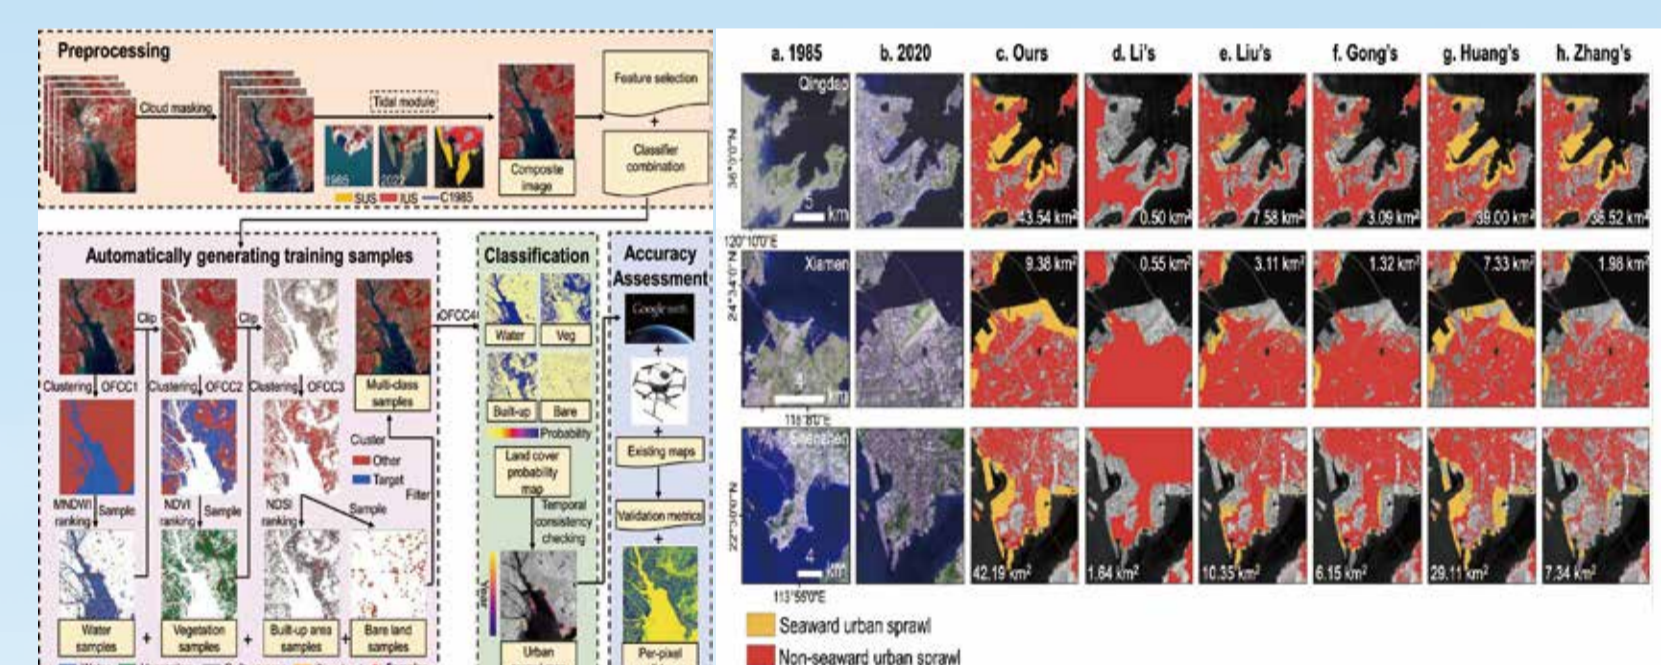 Preprocessing
Cloud masking
Tidal module
1985
2022
SUS IUS C1985
Composite
image
Feature selection
+
Classifier
combination
Automatically generating training samples
Clip
Clip
Clustering OFCC1
Clustering OFCC2
Clustering OFCC3
Multi-class
samples
Cluster
Other
Target
Filter
MNDWI
ranking
Sample
NDVI
ranking
Sample
NDSI
ranking
Sample
Water
samples
+
Vegetation
samples
+
Built-up area
samples
+
Bare land
samples
OFCC4
Classification
Water
Veg
Built-up
Bare
Probability
Land cover
probability
map
Temporal
consistency
checking
Year
Urban
Accuracy
Assessment
Google earth
+
+
Existing maps
Validation metrics
+
Per-pixel
a. 1985
b. 2020
c. Ours
d. Li's
e. Liu's
f. Gong's
g. Huang's
h. Zhang's
Qingdao
36°0'0"N
5
km
43.54 km²
0.50 km²
7.58 km²
3.09 km²
39.00 km²
36.52 km²
120°10'0"E
Xiamen
24°34'0"N
9.38 km²
0.55 km²
3.11 km²
1.32 km²
7.33 km²
1.98 km²
118°8'0"E
Shenzhen
22°30'0"N
4
km
42.19 km²
1.64 km²
10.35 km²
6.15 km²
29.11 km²
7.34 km²
113°55'0"E
Seaward urban sprawl
Non-seaward urban sprawl